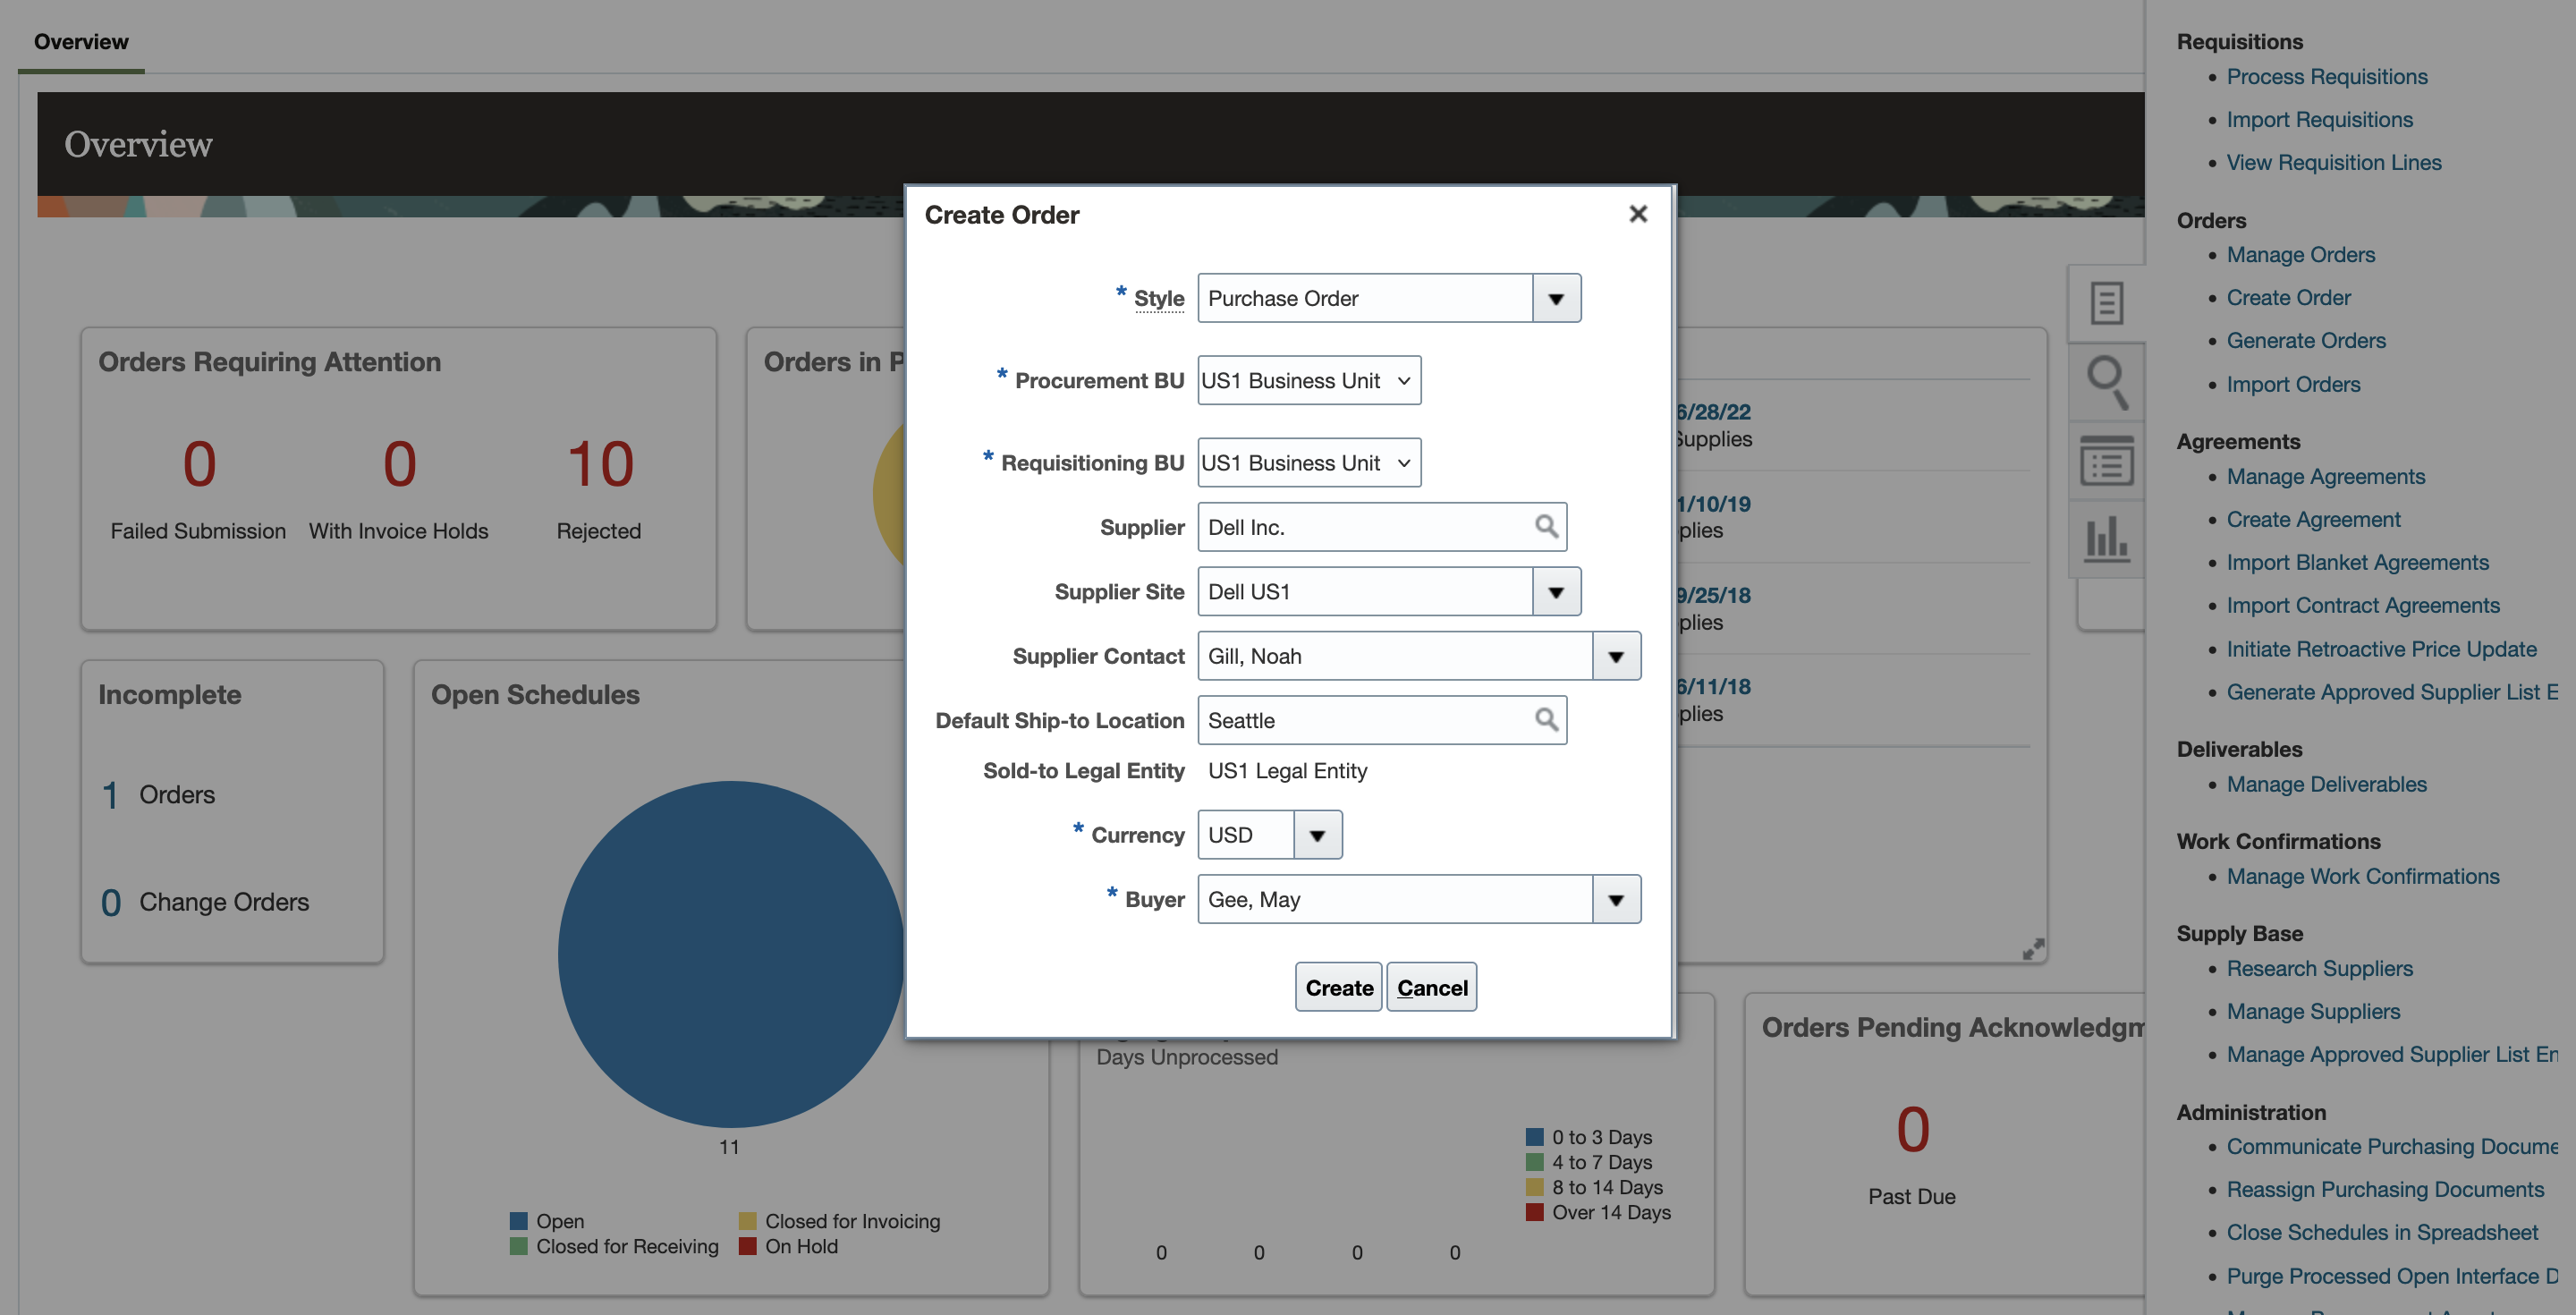 Overview
Overview
Orders Requiring Attention
0 0 10
Failed Submission With Invoice Holds Rejected
Orders in P
6/28/22
Supplies
1/10/19
plies
9/25/18
plies
6/11/18
plies
Incomplete
1 Orders
0 Change Orders
Open Schedules
11
Open Closed for Invoicing
Closed for Receiving On Hold
Create Order
* Style Purchase Order
* Procurement BU US1 Business Unit
* Requisitioning BU US1 Business Unit
Supplier Dell Inc.
Supplier Site Dell US1
Supplier Contact Gill, Noah
Default Ship-to Location Seattle
Sold-to Legal Entity US1 Legal Entity
* Currency USD
* Buyer Gee, May
Create Cancel
Days Unprocessed
0 to 3 Days
4 to 7 Days
8 to 14 Days
Over 14 Days
0 0 0 0
Orders Pending Acknowledgm
0
Past Due
Requisitions
Process Requisitions
Import Requisitions
View Requisition Lines
Orders
Manage Orders
Create Order
Generate Orders
Import Orders
Agreements
Manage Agreements
Create Agreement
Import Blanket Agreements
Import Contract Agreements
Initiate Retroactive Price Update
Generate Approved Supplier List E
Deliverables
Manage Deliverables
Work Confirmations
Manage Work Confirmations
Supply Base
Research Suppliers
Manage Suppliers
Manage Approved Supplier List En
Administration
Communicate Purchasing Docume
Reassign Purchasing Documents
Close Schedules in Spreadsheet
Purge Processed Open Interface D